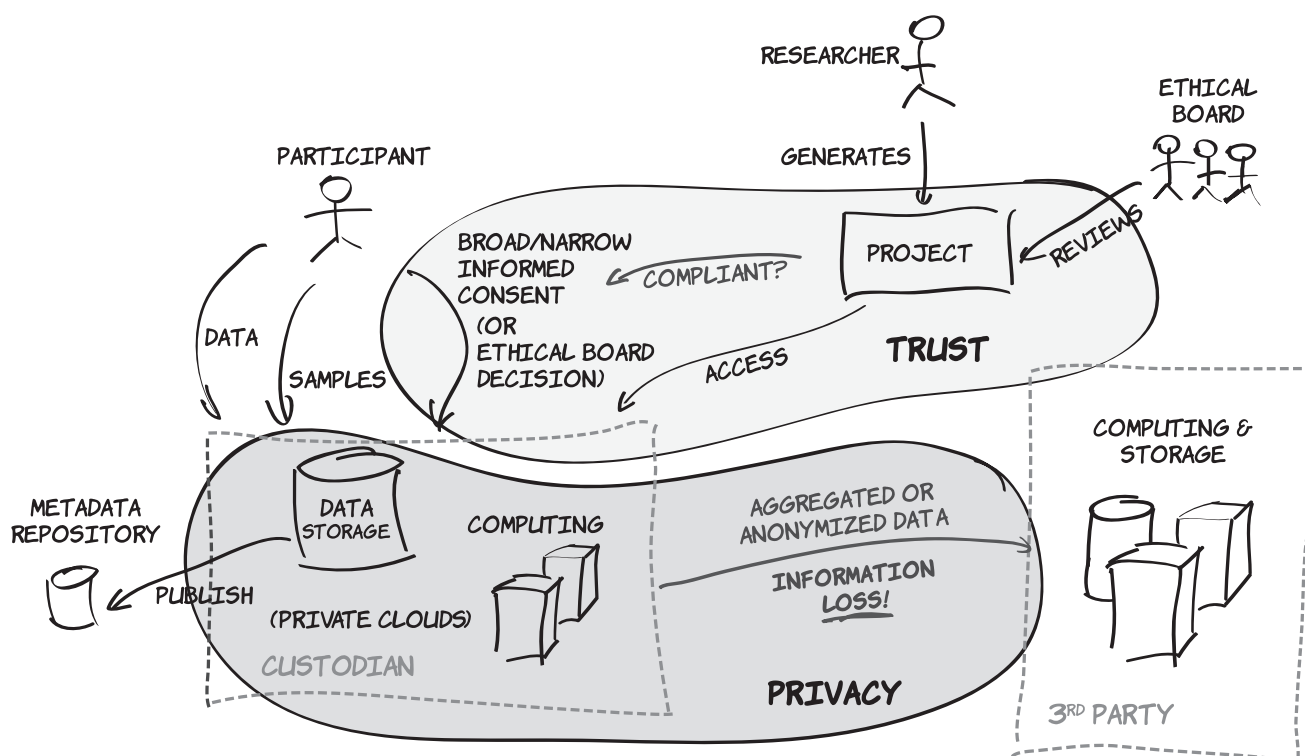 RESEARCHER
ETHICAL
BOARD
PARTICIPANT
GENERATES
REVIEWS
BROAD/NARROW
INFORMED
CONSENT
(OR
ETHICAL BOARD
DECISION)
COMPLIANT?
PROJECT
DATA
SAMPLES
ACCESS
TRUST
COMPUTING &
STORAGE
METADADA
REPOSITORY
DATA
STORAGE
COMPUTING
AGGREGATED OR
ANONYMIZED DATA
INFORMATION
LOSS!
PUBLISH
(PRIVATE CLOUDS)
CUSTODIAN
PRIVACY
3RD PARTY